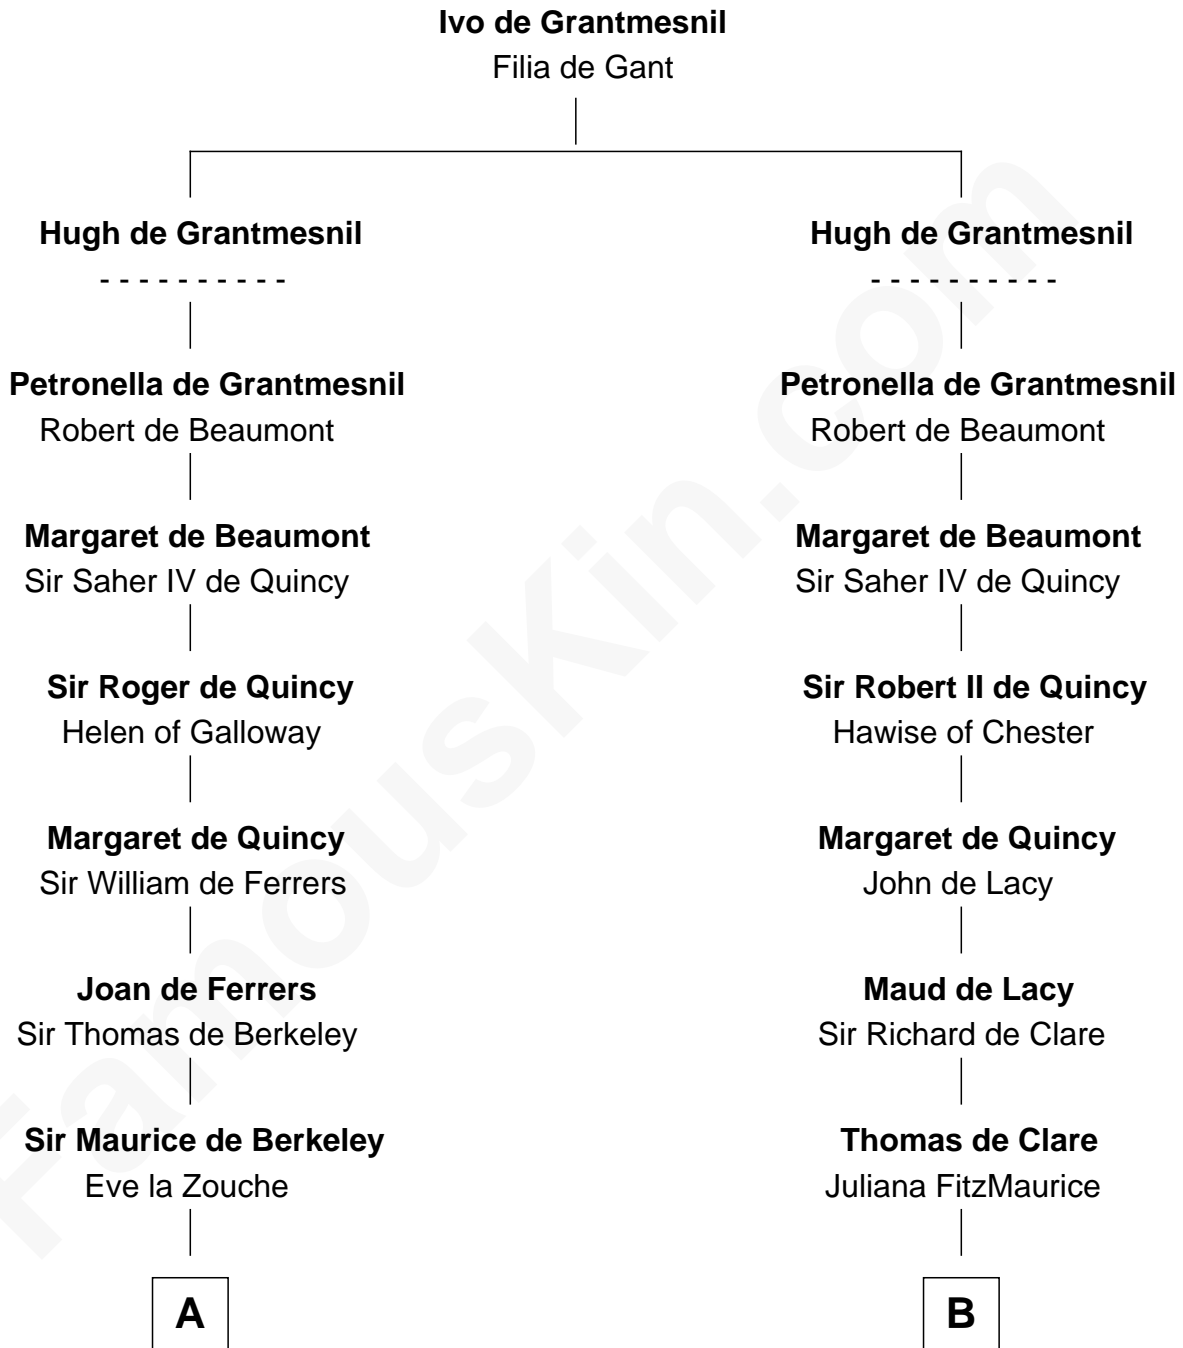 Ivo de Grantmesnil
Filia de Gant
Hugh de Grantmesnil
- - - - - - - - - -
Petronella de Grantmesnil
Robert de Beaumont
Margaret de Beaumont
Sir Saher IV de Quincy
Sir Roger de Quincy
Helen of Galloway
Margaret de Quincy
Sir William de Ferrers
Joan de Ferrers
Sir Thomas de Berkeley
Sir Maurice de Berkeley
Eve la Zouche
A
Hugh de Grantmesnil
- - - - - - - - - -
Petronella de Grantmesnil
Robert de Beaumont
Margaret de Beaumont
Sir Saher IV de Quincy
Sir Robert II de Quincy
Hawise of Chester
Margaret de Quincy
John de Lacy
Maud de Lacy
Sir Richard de Clare
Thomas de Clare
Juliana FitzMaurice
B
FamousKin.com